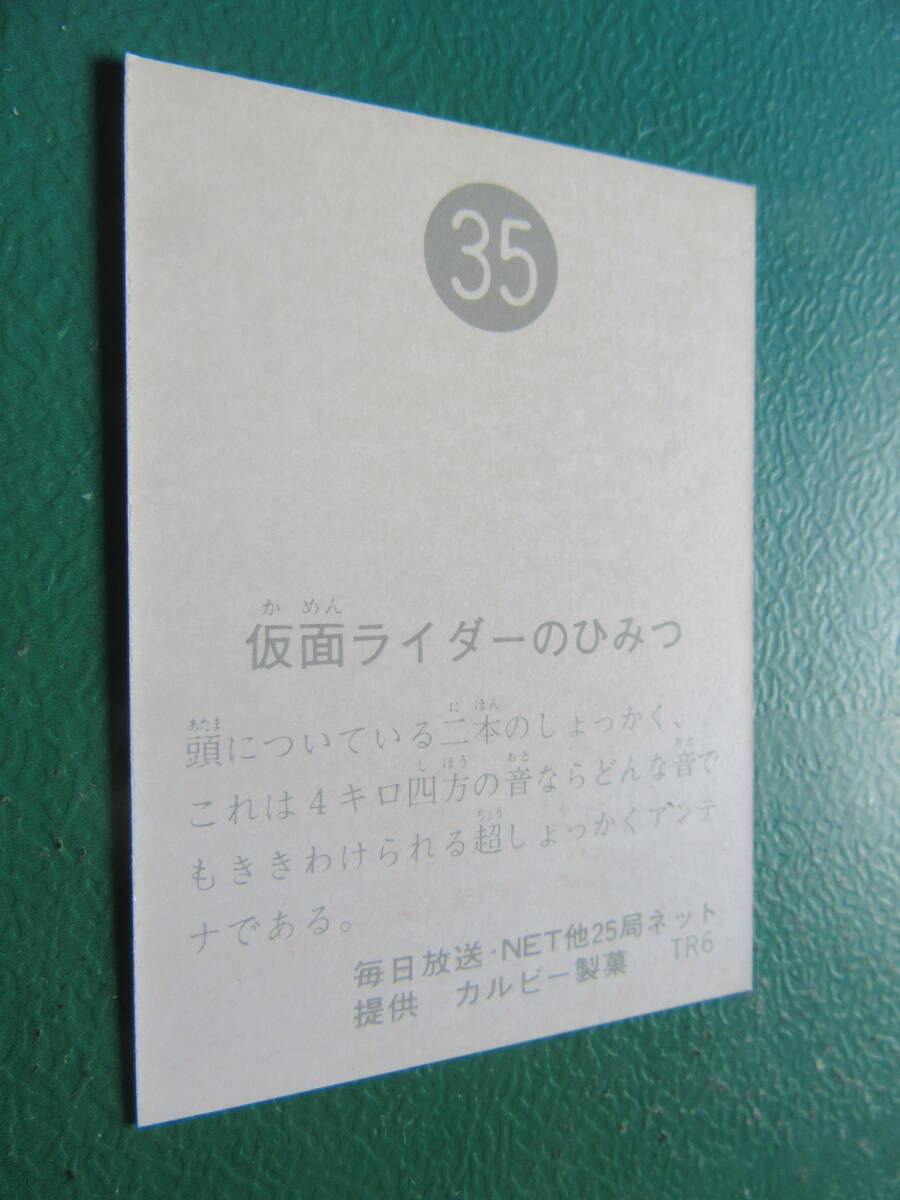 35
仮面ライダーのひみつ
頭についている二本のしょっかく、
これは4キロ四方の音ならどんな音で
もききわけられる超しょっかくアンテ
ナである。
毎日放送・NET他25局ネット
提供 カルビー製菓 TR6